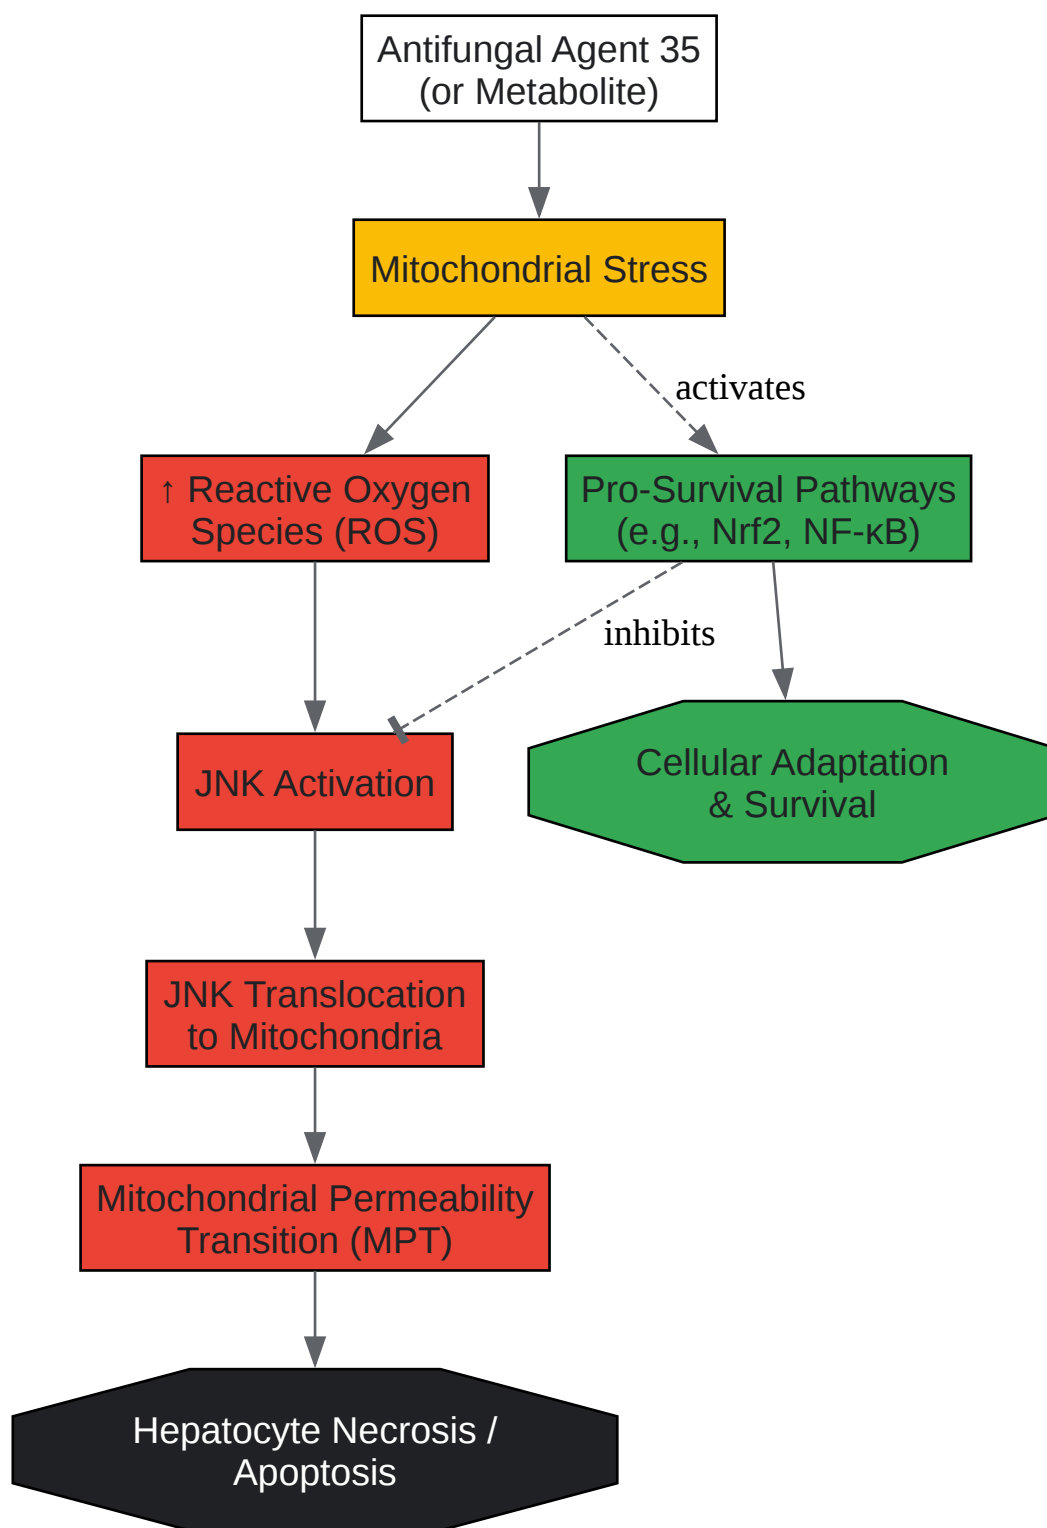 Antifungal Agent 35
(or Metabolite)
Mitochondrial Stress
activates
↑ Reactive Oxygen
Species (ROS)
Pro-Survival Pathways
(e.g., Nrf2, NF-κB)
inhibits
JNK Activation
Cellular Adaptation
& Survival
JNK Translocation
to Mitochondria
Mitochondrial Permeability
Transition (MPT)
Hepatocyte Necrosis /
Apoptosis